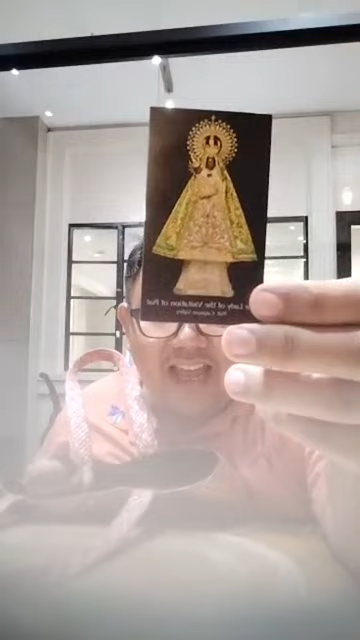 Lady of the Visitation of Piat
Piat, Cagayan Valley